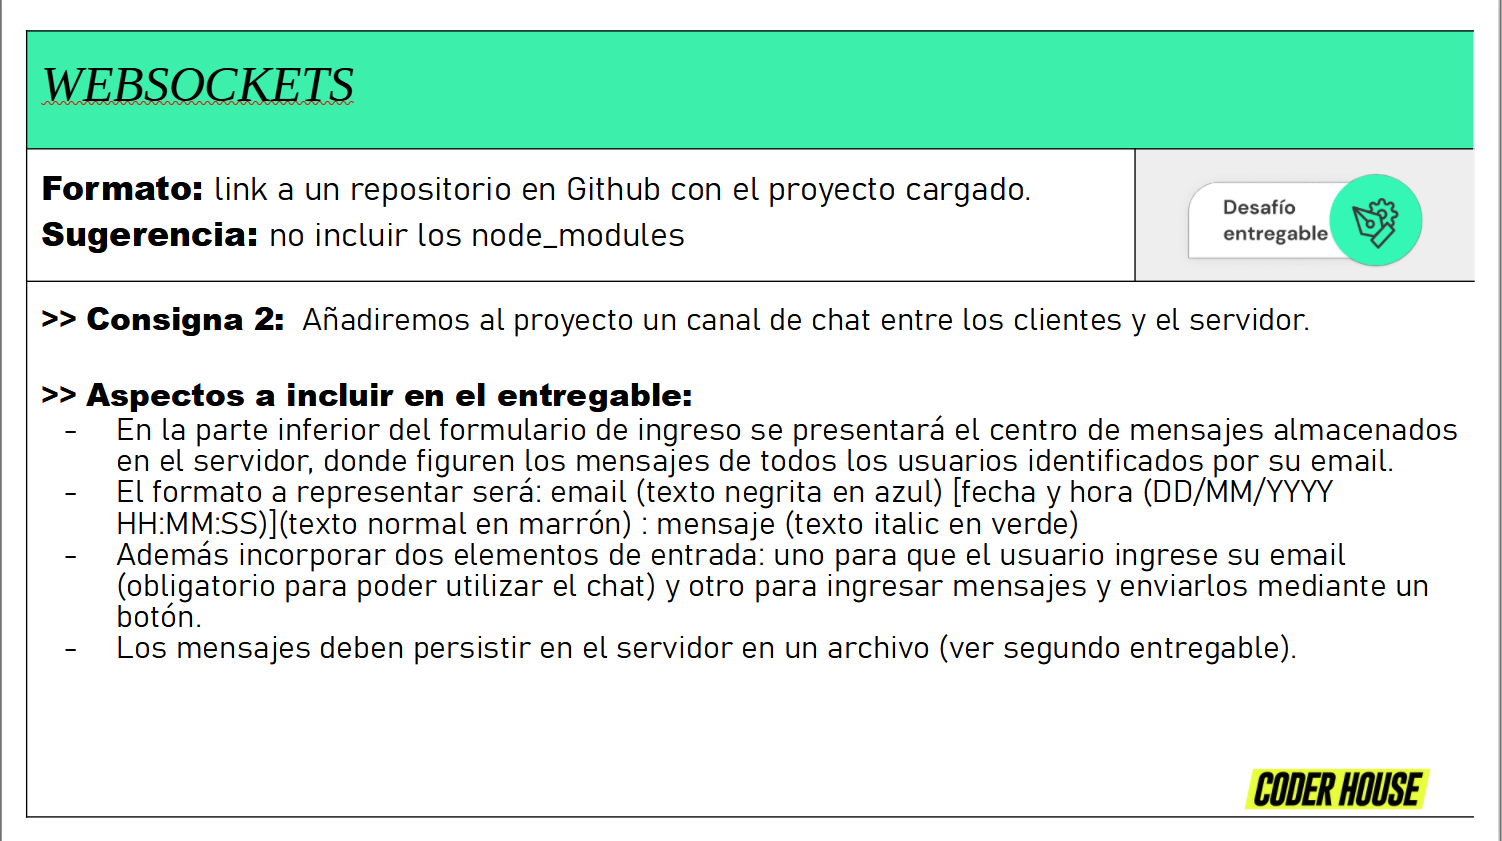 WEBSOCKETS
Formato: link a un repositorio en Github con el proyecto cargado.
Sugerencia: no incluir los node_modules
Desafío
entregable
>> Consigna 2: Añadiremos al proyecto un canal de chat entre los clientes y el servidor.
>> Aspectos a incluir en el entregable:
- En la parte inferior del formulario de ingreso se presentará el centro de mensajes almacenados
en el servidor, donde figuren los mensajes de todos los usuarios identificados por su email.
- El formato a representar será: email (texto negrita en azul) [fecha y hora (DD/MM/YYYY
HH:MM:SS)](texto normal en marrón) : mensaje (texto italic en verde)
- Además incorporar dos elementos de entrada: uno para que el usuario ingrese su email
(obligatorio para poder utilizar el chat) y otro para ingresar mensajes y enviarlos mediante un
botón.
- Los mensajes deben persistir en el servidor en un archivo (ver segundo entregable).
CODER HOUSE